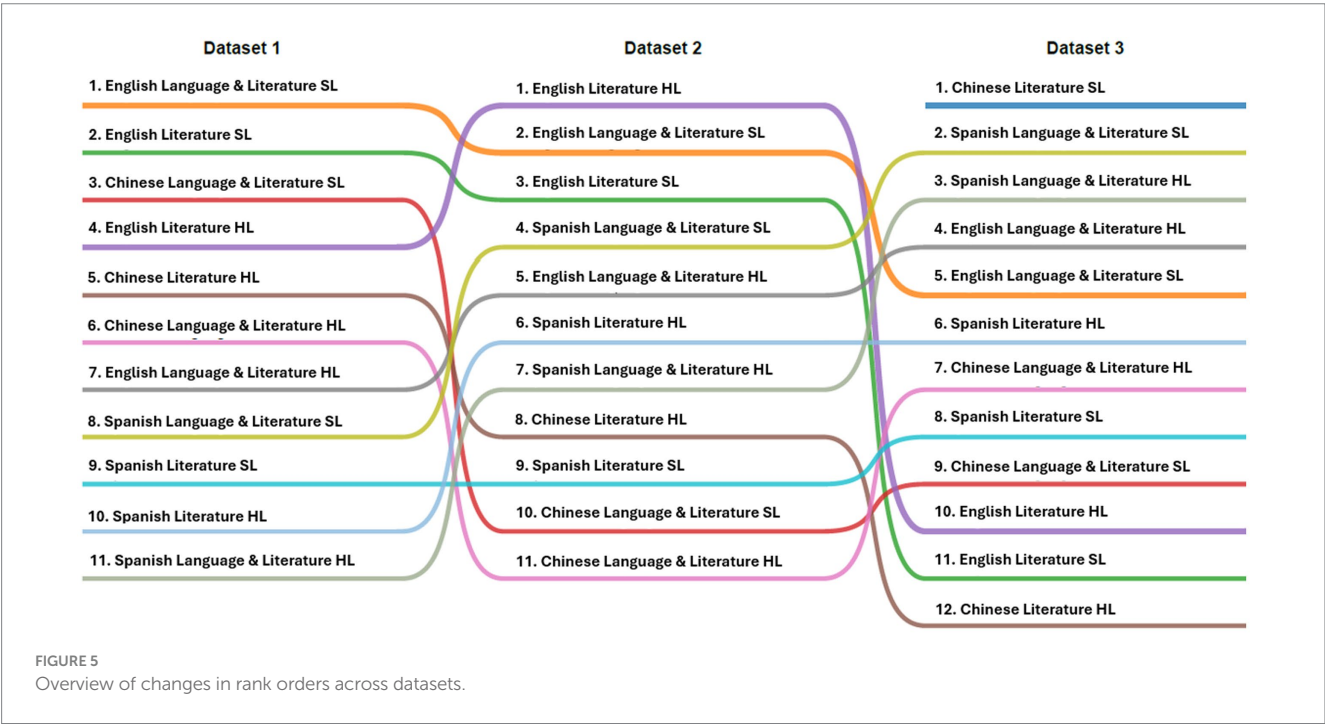 Dataset 1
1. English Language & Literature SL
2. English Literature SL
3. Chinese Language & Literature SL
4. English Literature HL
5. Chinese Literature HL
6. Chinese Language & Literature HL
7. English Language & Literature HL
8. Spanish Language & Literature SL
9. Spanish Literature SL
10. Spanish Literature HL
11. Spanish Language & Literature HL
Dataset 2
1. English Literature HL
2. English Language & Literature SL
3. English Literature SL
4. Spanish Language & Literature SL
5. English Language & Literature HL
6. Spanish Literature HL
7. Spanish Language & Literature HL
8. Chinese Literature HL
9. Spanish Literature SL
10. Chinese Language & Literature SL
11. Chinese Language & Literature HL
Dataset 3
1. Chinese Literature SL
2. Spanish Language & Literature SL
3. Spanish Language & Literature HL
4. English Language & Literature HL
5. English Language & Literature SL
6. Spanish Literature HL
7. Chinese Language & Literature HL
8. Spanish Literature SL
9. Chinese Language & Literature SL
10. English Literature HL
11. English Literature SL
12. Chinese Literature HL
FIGURE 5
Overview of changes in rank orders across datasets.